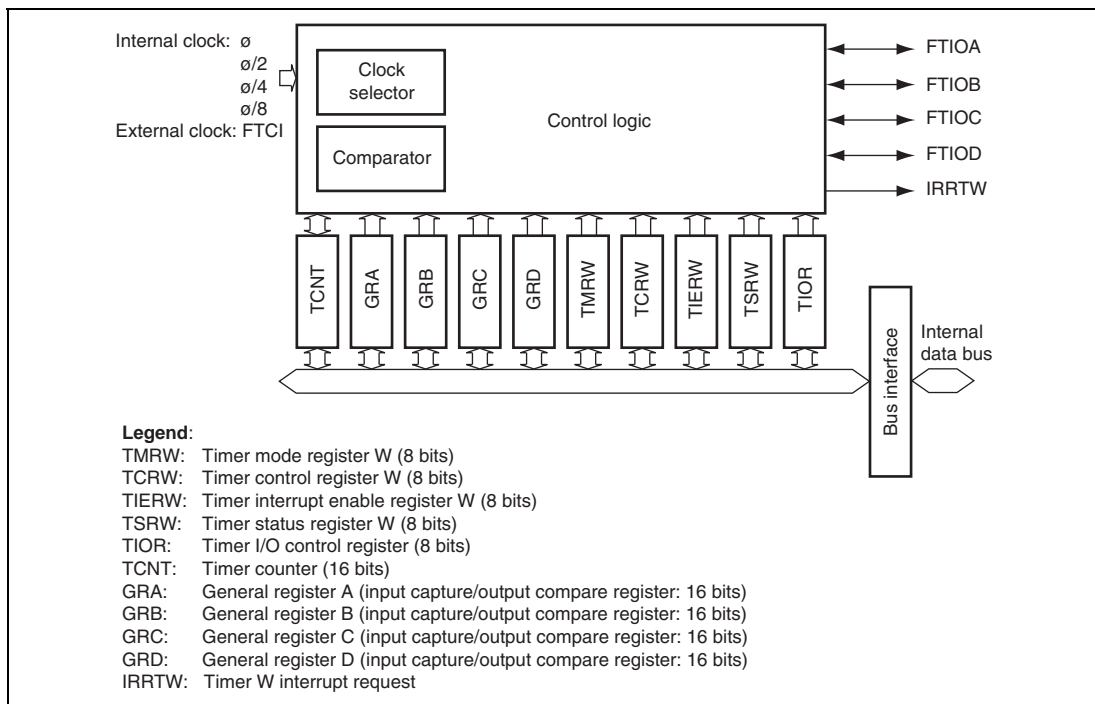 Internal clock: ø
ø/2
ø/4
ø/8
External clock: FTCI
Clock
selector
Comparator
Control logic
FTIOA
FTIOB
FTIOC
FTIOD
IRRTW
TCNT
GRA
GRB
GRC
GRD
TMRW
TCRW
TIERW
TSRW
TIOR
Bus interface
Internal
data bus
Legend:
TMRW: Timer mode register W (8 bits)
TCRW: Timer control register W (8 bits)
TIERW: Timer interrupt enable register W (8 bits)
TSRW: Timer status register W (8 bits)
TIOR: Timer I/O control register (8 bits)
TCNT: Timer counter (16 bits)
GRA: General register A (input capture/output compare register: 16 bits)
GRB: General register B (input capture/output compare register: 16 bits)
GRC: General register C (input capture/output compare register: 16 bits)
GRD: General register D (input capture/output compare register: 16 bits)
IRRTW: Timer W interrupt request